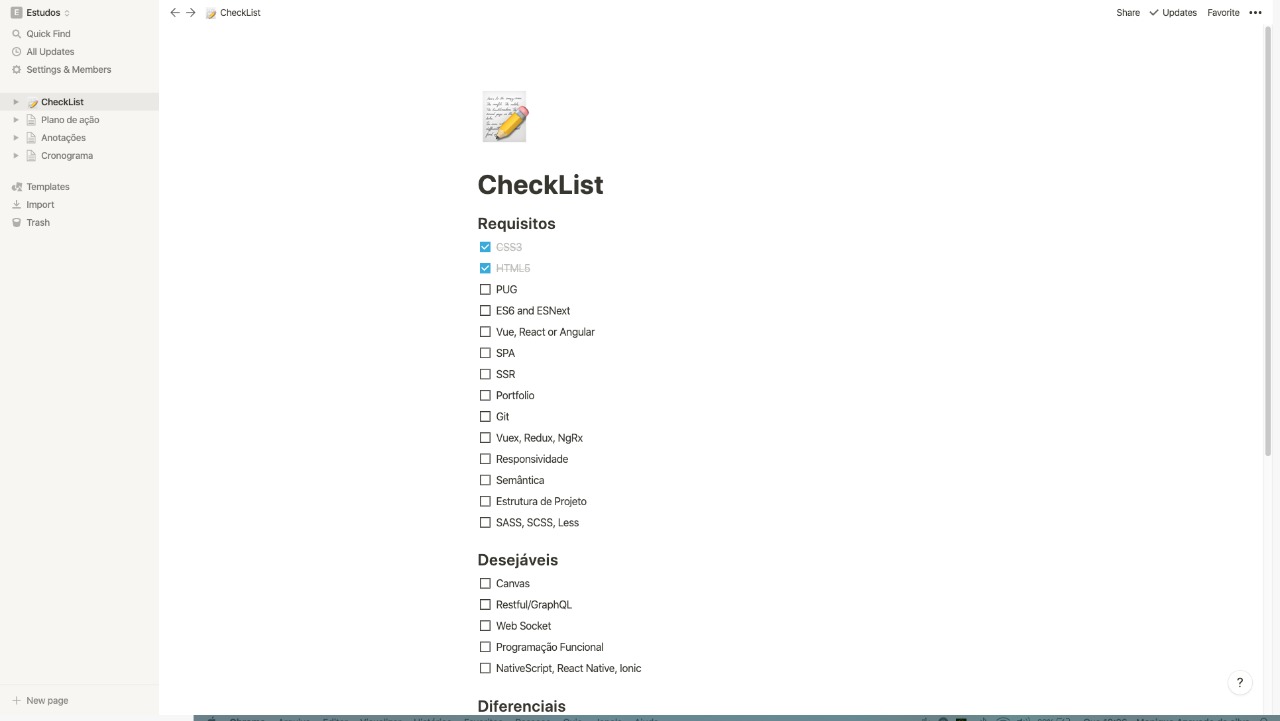 E Estudos
Quick Find
All Updates
Settings & Members
CheckList
Plano de ação
Anotações
Cronograma
Templates
Import
Trash
New page
CheckList
Share
Updates
Favorite
CheckList
Requisitos
CSS3
HTML5
PUG
ES6 and ESNext
Vue, React or Angular
SPA
SSR
Portfolio
Git
Vuex, Redux, NgRx
Responsividade
Semântica
Estrutura de Projeto
SASS, SCSS, Less
Desejáveis
Canvas
Restful/GraphQL
Web Socket
Programação Funcional
NativeScript, React Native, Ionic
Diferenciais
?